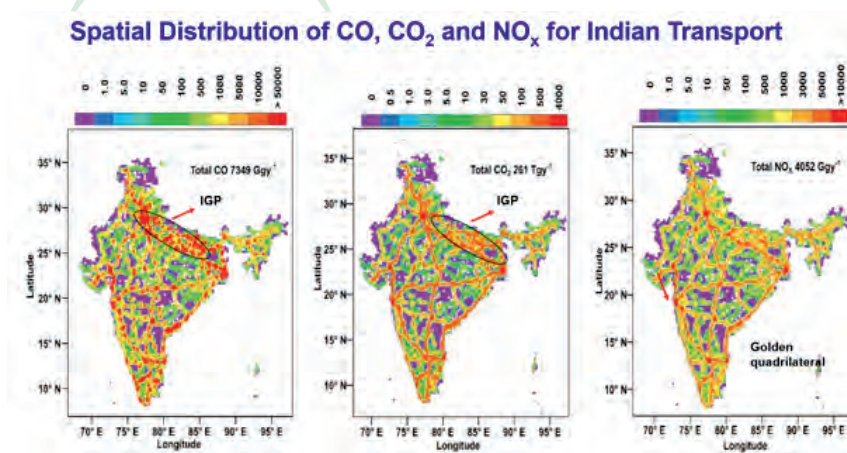 Spatial Distribution of CO, CO₂ and NOₓ for Indian Transport
0 1.0 5.0 10 50 100 500 1000 5000 10000 > 50000
0 0.5 1.0 3.0 5.0 10 30 50 100 500 4000
0 1.0 5.0 10 50 100 500 1000 3000 5000 >10000
Total CO 7349 Ggy⁻¹
IGP
Total CO₂ 261 Tgy⁻¹
IGP
Total NOₓ 4052 Ggy⁻¹
Golden
quadrilateral
Latitude
35° N
30° N
25° N
20° N
15° N
10° N
70° E 75° E 80° E 85° E 90° E 95° E
Longitude
Latitude
35° N
30° N
25° N
20° N
15° N
10° N
70° E 75° E 80° E 85° E 90° E 95° E
Longitude
Latitude
35° N
30° N
25° N
20° N
15° N
10° N
70° E 75° E 80° E 85° E 90° E 95° E
Longitude